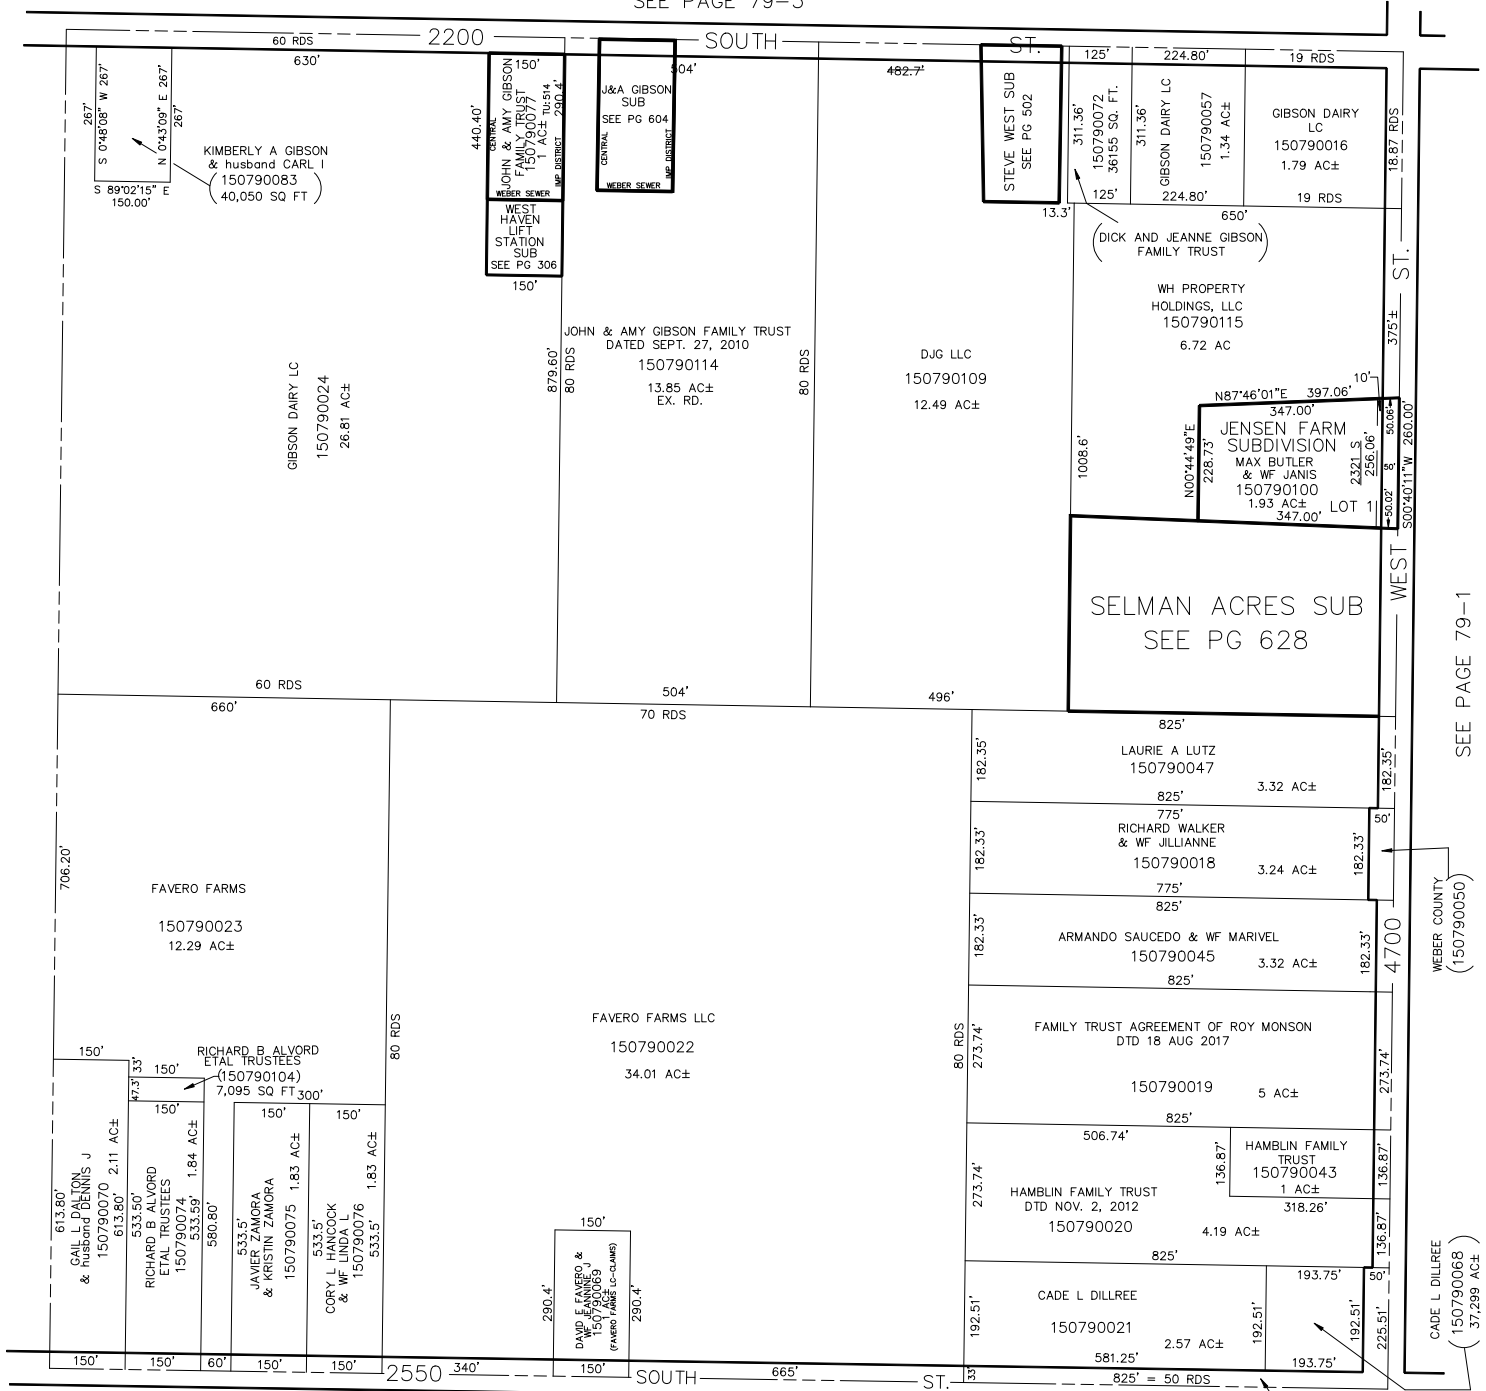 SEE PAGE 79-5
60 RDS
2200
SOUTH
ST.
630'
150'
504'
482.7'
125'
224.80'
19 RDS
267'
S 0°48'08" W 267'
N 0°43'09" E 267'
267'
S 89°02'15" E
150.00'
KIMBERLY A GIBSON
& husband CARL I
(150790083)
40,050 SQ FT
440.40'
CENTRAL
JOHN & AMY GIBSON
FAMILY TRUST
150790077
1 AC± TU:514
290.4'
IMP DISTRICT
WEBER SEWER
WEST
HAVEN
LIFT
STATION
SUB
SEE PG 306
150'
J&A GIBSON
SUB
SEE PG 604
CENTRAL
IMP DISTRICT
WEBER SEWER
STEVE WEST SUB
SEE PG 502
13.3'
311.36'
150790072
36155 SQ. FT.
125'
311.36'
GIBSON DAIRY LC
150790057
1.34 AC±
224.80'
GIBSON DAIRY
LC
150790016
1.79 AC±
19 RDS
18.87 RDS
650'
(DICK AND JEANNE GIBSON
FAMILY TRUST)
WH PROPERTY
HOLDINGS, LLC
150790115
6.72 AC
375'±
ST.
GIBSON DAIRY LC
150790024
26.81 AC±
879.60'
80 RDS
JOHN & AMY GIBSON FAMILY TRUST
DATED SEPT. 27, 2010
150790114
13.85 AC±
EX. RD.
80 RDS
DJG LLC
150790109
12.49 AC±
1008.6'
10'
N87°46'01"E 397.06'
347.00'
N00°44'49"E
228.73'
JENSEN FARM
SUBDIVISION
MAX BUTLER
& WF JANIS
150790100
1.93 AC±
LOT 1
347.00'
2321 S
256.06'
50.06'
50'
50.02'
S00°40'11"W 260.00'
WEST
SELMAN ACRES SUB
SEE PG 628
SEE PAGE 79-1
60 RDS
660'
504'
70 RDS
496'
825'
182.35'
LAURIE A LUTZ
150790047
3.32 AC±
182.35'
825'
775'
50'
182.33'
RICHARD WALKER
& WF JILLIANNE
150790018
3.24 AC±
182.33'
775'
WEBER COUNTY
(150790050)
825'
182.33'
ARMANDO SAUCEDO & WF MARIVEL
150790045
3.32 AC±
182.33'
4700
825'
706.20'
FAVERO FARMS
150790023
12.29 AC±
80 RDS
FAVERO FARMS LLC
150790022
34.01 AC±
80 RDS
273.74'
FAMILY TRUST AGREEMENT OF ROY MONSON
DTD 18 AUG 2017
150790019
5 AC±
273.74'
825'
506.74'
273.74'
136.87'
HAMBLIN FAMILY
TRUST
150790043
1 AC±
318.26'
136.87'
HAMBLIN FAMILY TRUST
DTD NOV. 2, 2012
150790020
4.19 AC±
136.87'
825'
193.75'
50'
192.51'
CADE L DILLREE
150790021
2.57 AC±
192.51'
192.51'
225.51'
581.25'
193.75'
CADE L DILLREE
(150790068)
37,299 AC±
150'
33'
47.3'
150'
RICHARD B ALVORD
ETAL TRUSTEES
(150790104)
7,095 SQ FT
300'
150'
150'
150'
613.80'
GAIL L DALTON
& husband DENNIS J
150790070 2.11 AC±
613.80'
533.50'
RICHARD B ALVORD
ETAL TRUSTEES
150790074
533.59' 1.84 AC±
580.80'
533.5'
JAVIER ZAMORA
& KRISTIN ZAMORA
150790075 1.83 AC±
533.5'
CORY L HANCOCK
& WF LINDA L
150790076
533.5' 1.83 AC±
150'
290.4'
DAVID E FAVERO &
WF JEANNINE J
150790069
1 AC±
(FAVERO FARMS LC-CLAIMS)
290.4'
150'
150'
60'
150'
150'
2550
340'
150'
SOUTH
665'
ST.
33'
825' = 50 RDS